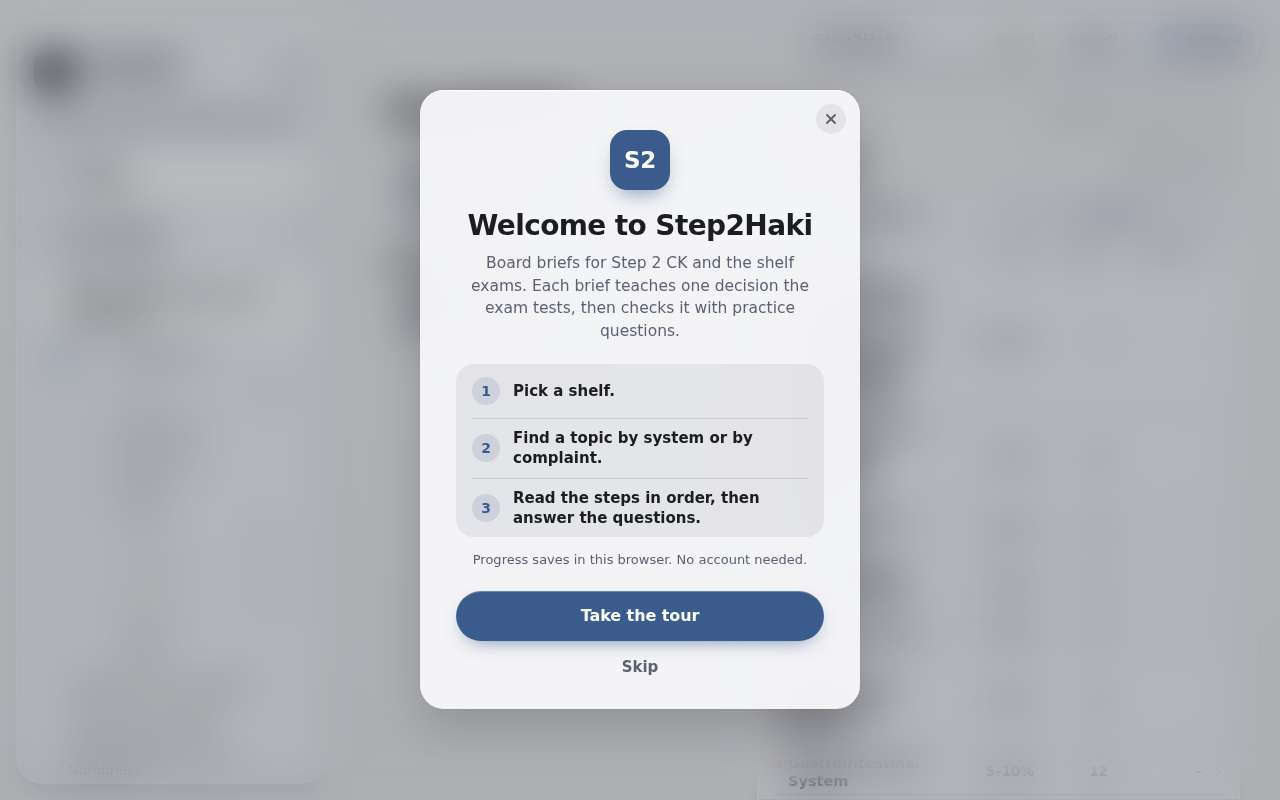 S2
Welcome to Step2Haki
Board briefs for Step 2 CK and the shelf
exams. Each brief teaches one decision the
exam tests, then checks it with practice
questions.
1 Pick a shelf.
2 Find a topic by system or by
complaint.
3 Read the steps in order, then
answer the questions.
Progress saves in this browser. No account needed.
Take the tour
Skip
Gastrointestinal
System 5–10% 12 -